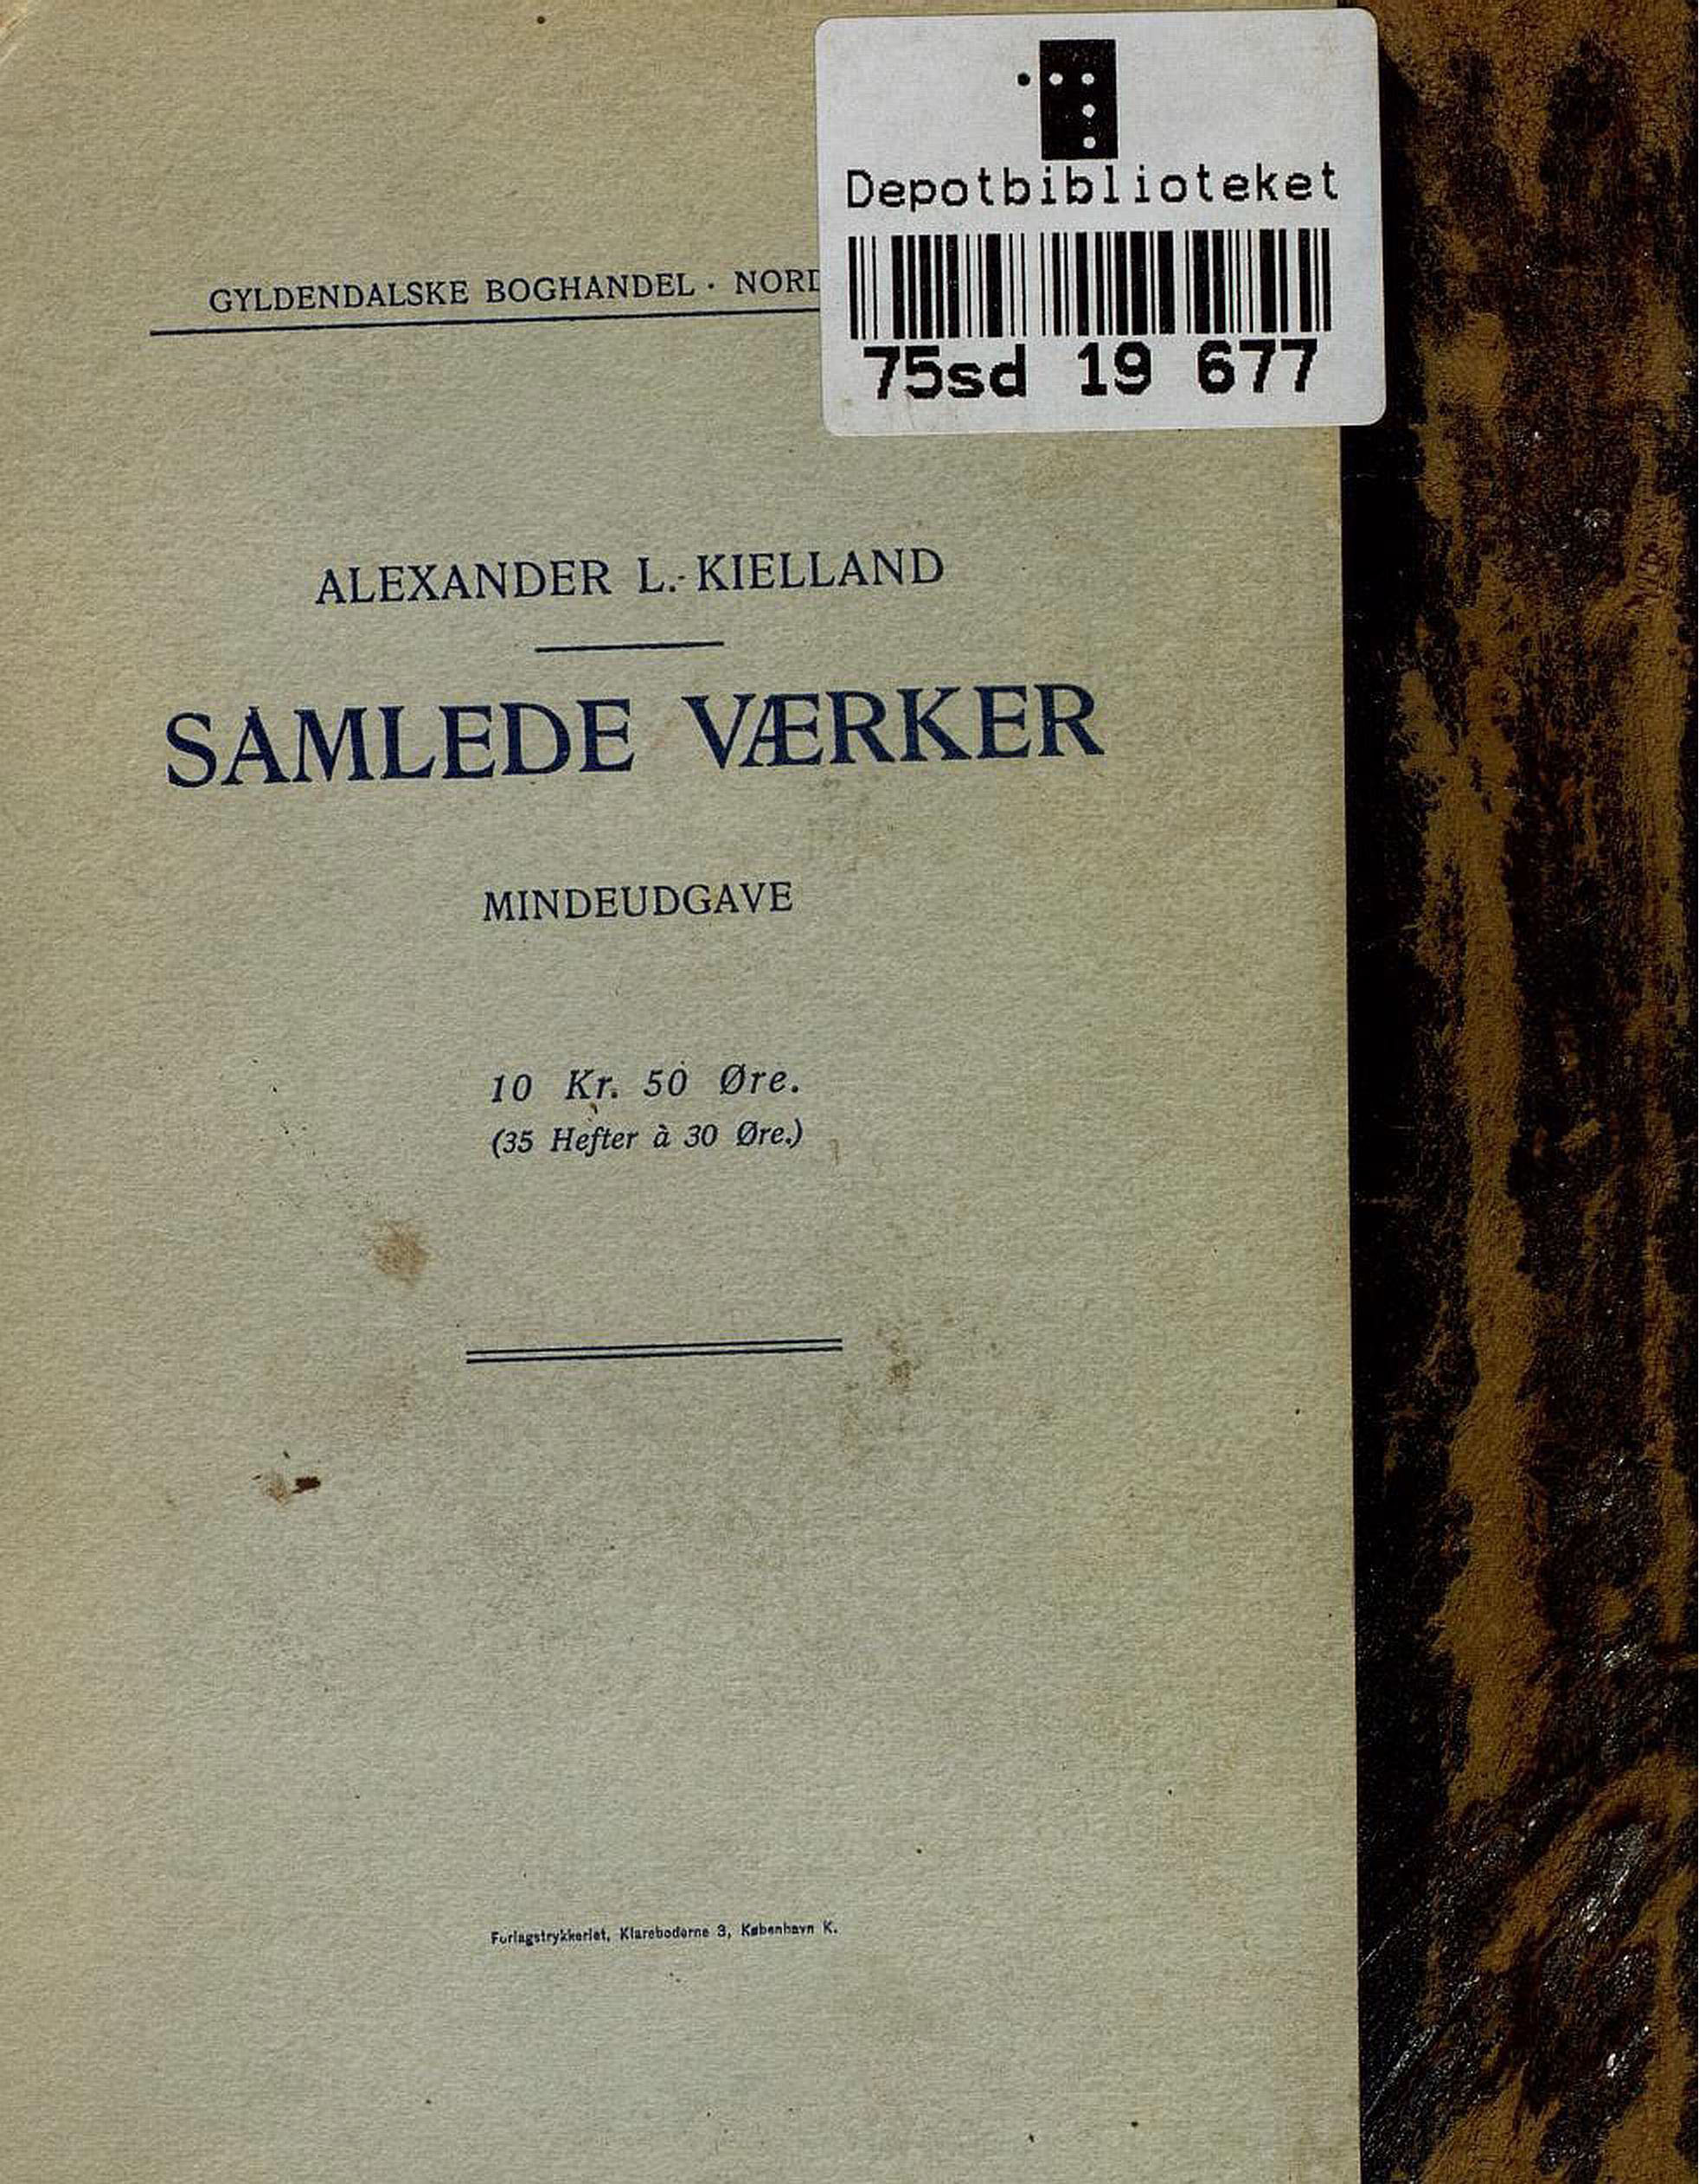 Depotbiblioteket
75sd 19 677
GYLDENDALSKE BOGHANDEL · NORD
ALEXANDER L. KIELLAND
SAMLEDE VÆRKER
MINDEUDGAVE
10 Kr. 50 Øre.
(35 Hefter à 30 Øre.)
Forlagstrykkeriet, Klareboderne 3, København K.